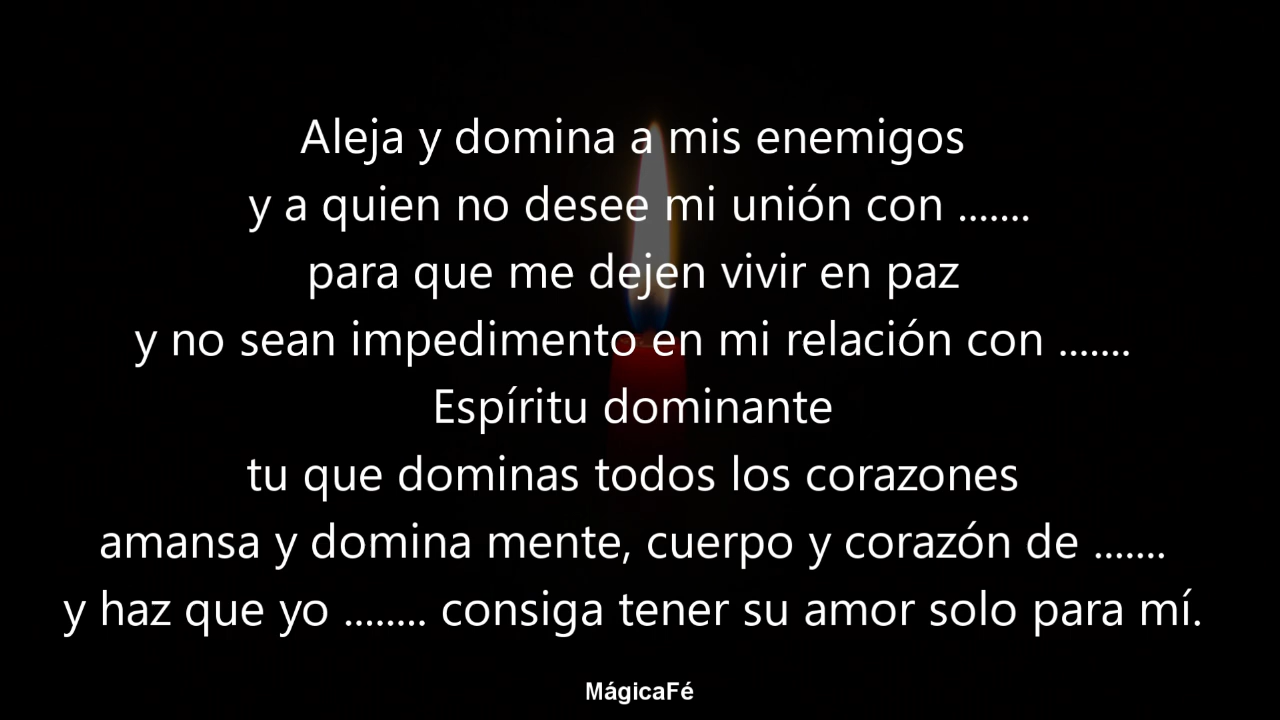 Aleja y domina a mis enemigos
y a quien no desee mi unión con .......
para que me dejen vivir en paz
y no sean impedimento en mi relación con .......
Espíritu dominante
tu que dominas todos los corazones
amansa y domina mente, cuerpo y corazón de .......
y haz que yo ........ consiga tener su amor solo para mí.
MágicaFé